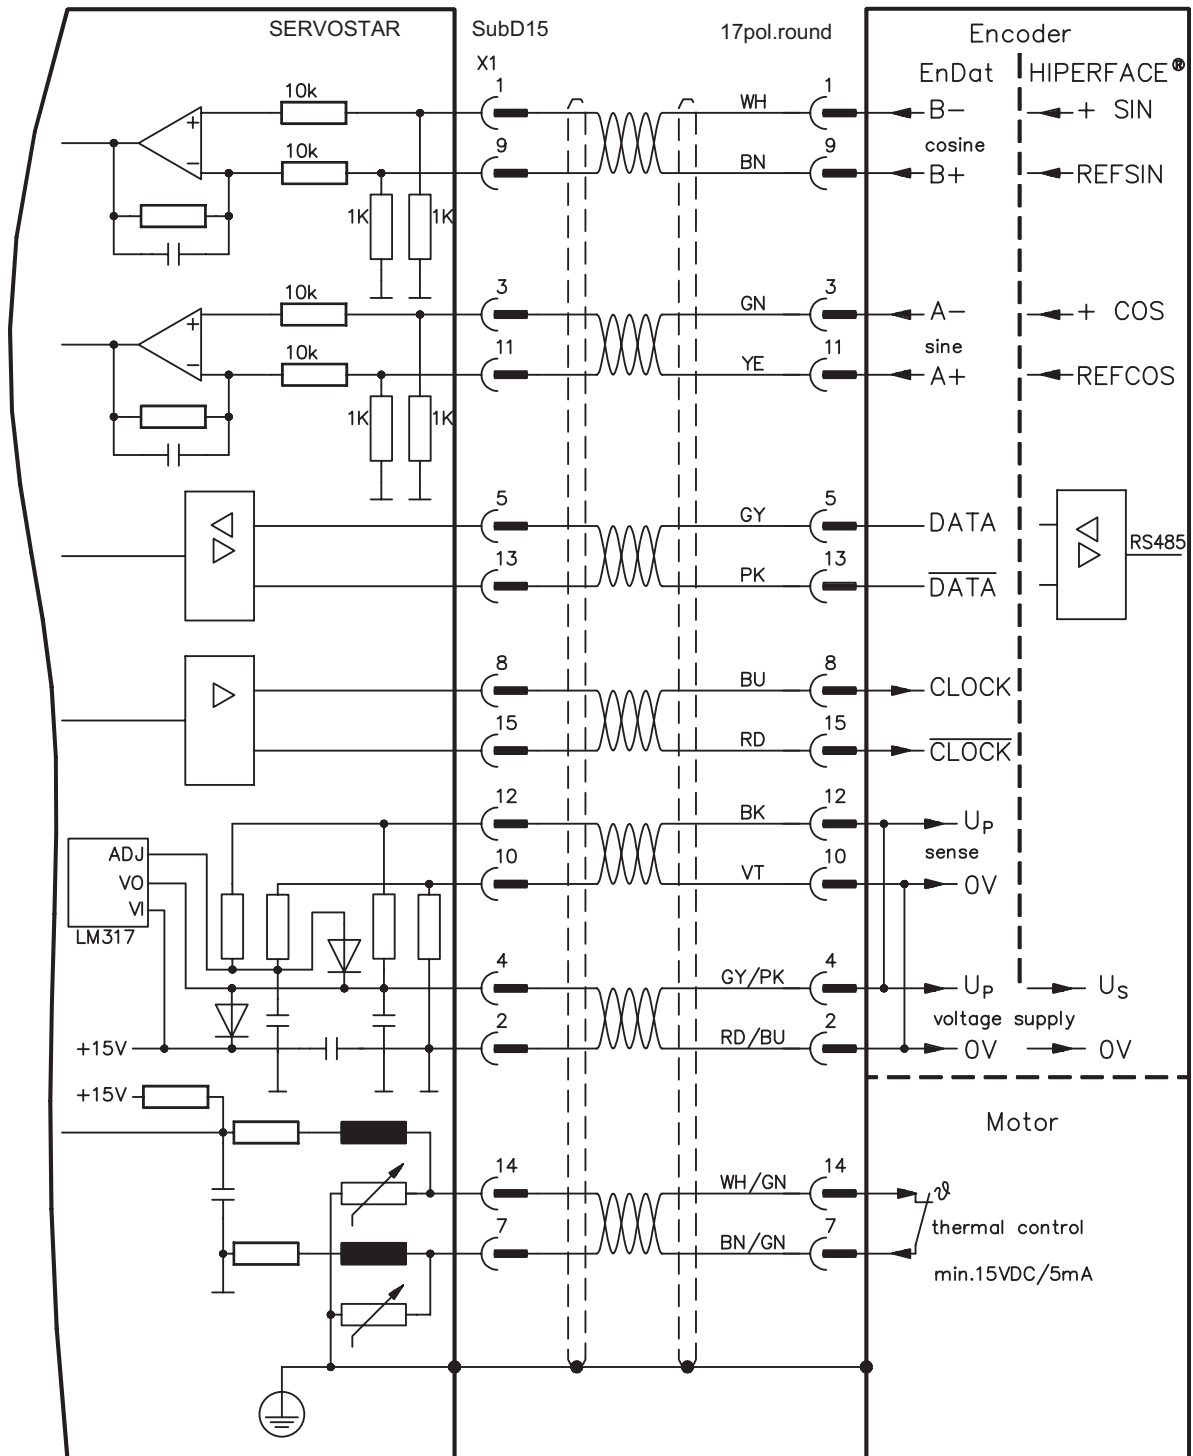 SERVOSTAR SubD15 17pol.round Encoder
X1 EnDat HIPERFACE®
10k 1 WH 1 B- + SIN
cosine
10k 9 BN 9 B+ REFSIN
1K 1K
10k 3 GN 3 A- + COS
sine
10k 11 YE 11 A+ REFCOS
1K 1K
5 GY 5 DATA
RS485
13 PK 13 DATA
8 BU 8 CLOCK
15 RD 15 CLOCK
12 BK 12 UP
ADJ sense
VO 10 VT 10 0V
VI
LM317
4 GY/PK 4 UP US
voltage supply
+15V 2 RD/BU 2 0V 0V
+15V
Motor
14 WH/GN 14 ϑ
thermal control
7 BN/GN 7
min.15VDC/5mA
+
-
+
-